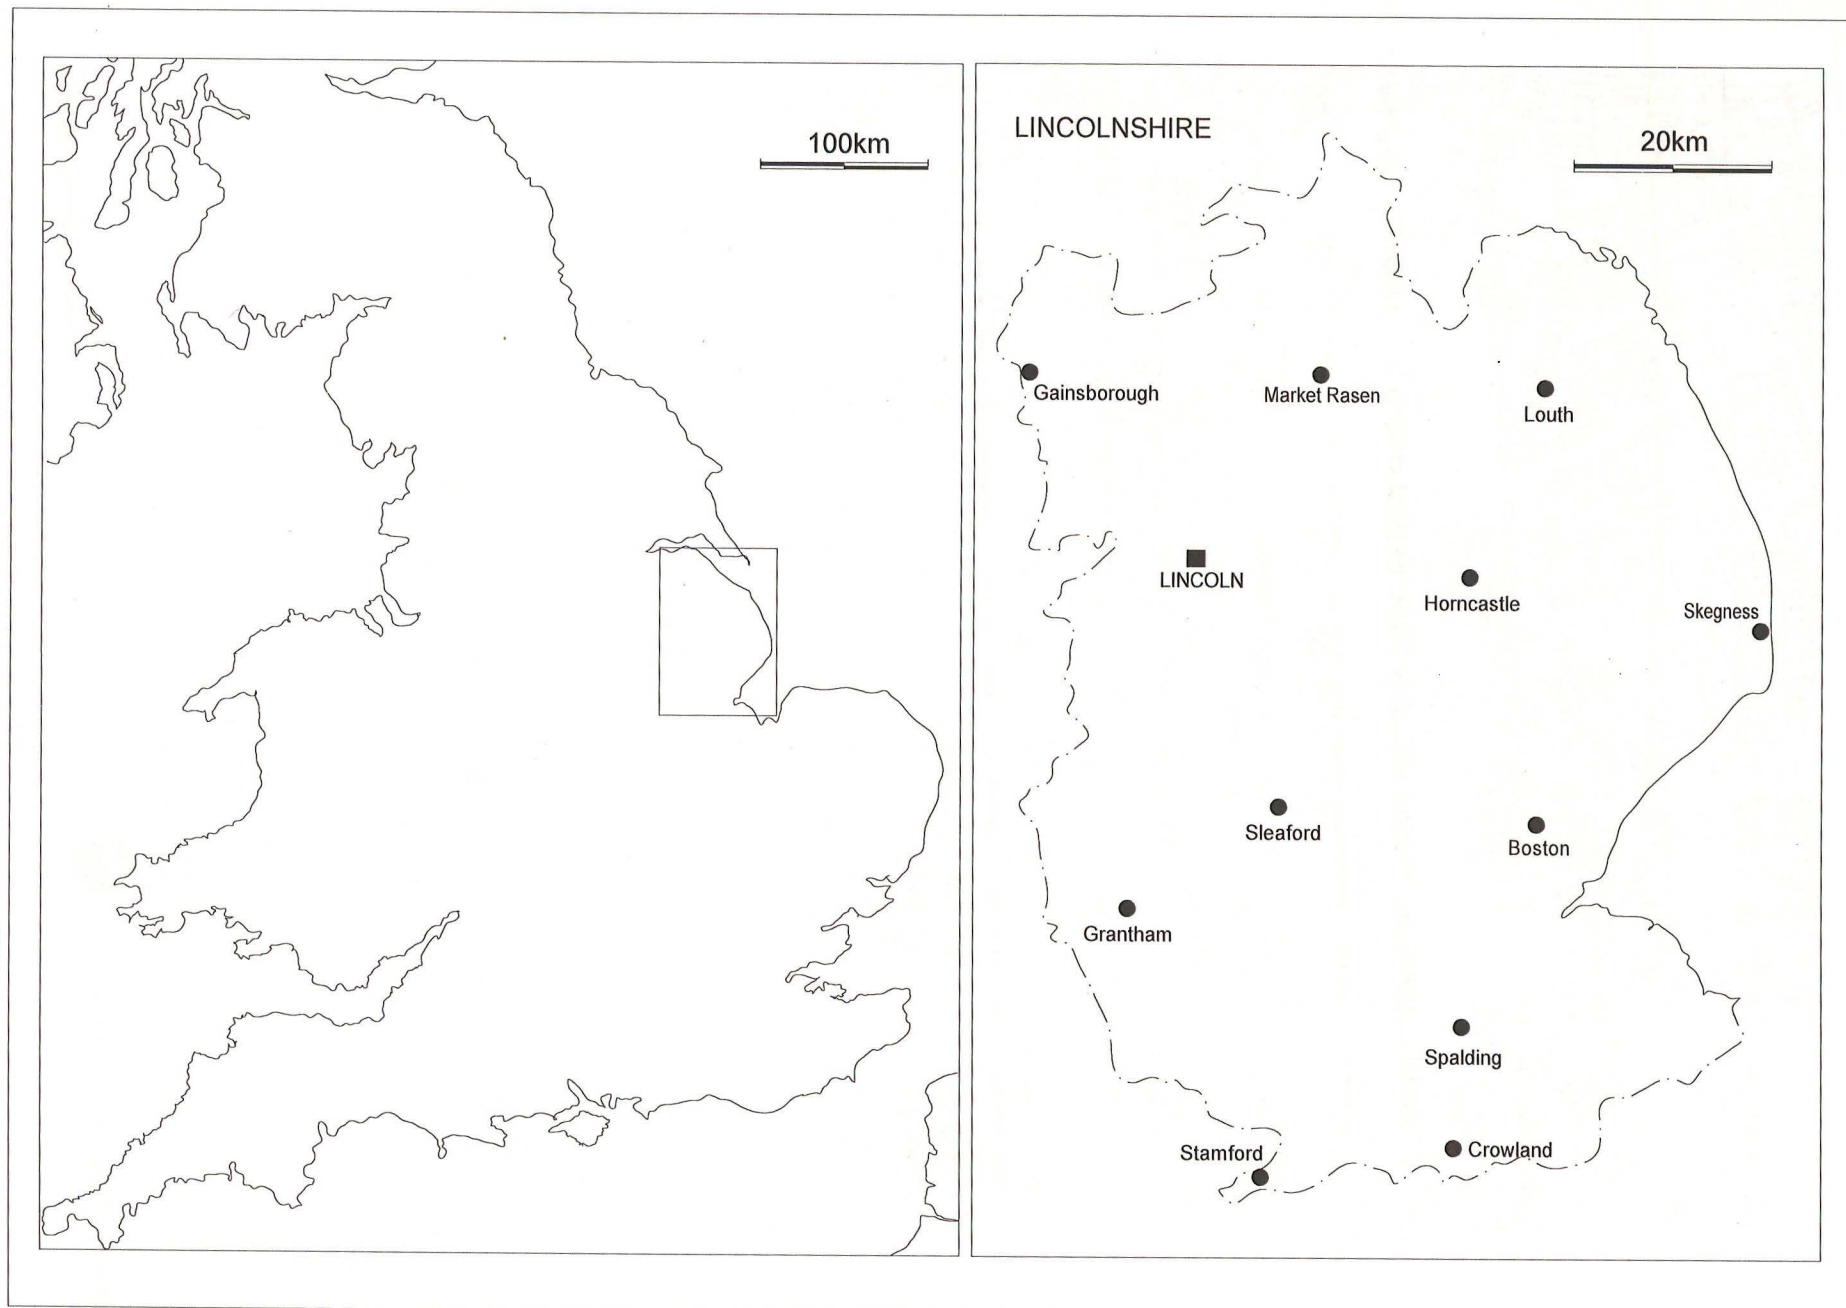 100km
LINCOLNSHIRE
20km
Gainsborough
Market Rasen
Louth
LINCOLN
Horncastle
Skegness
Sleaford
Boston
Grantham
Spalding
Stamford
Crowland